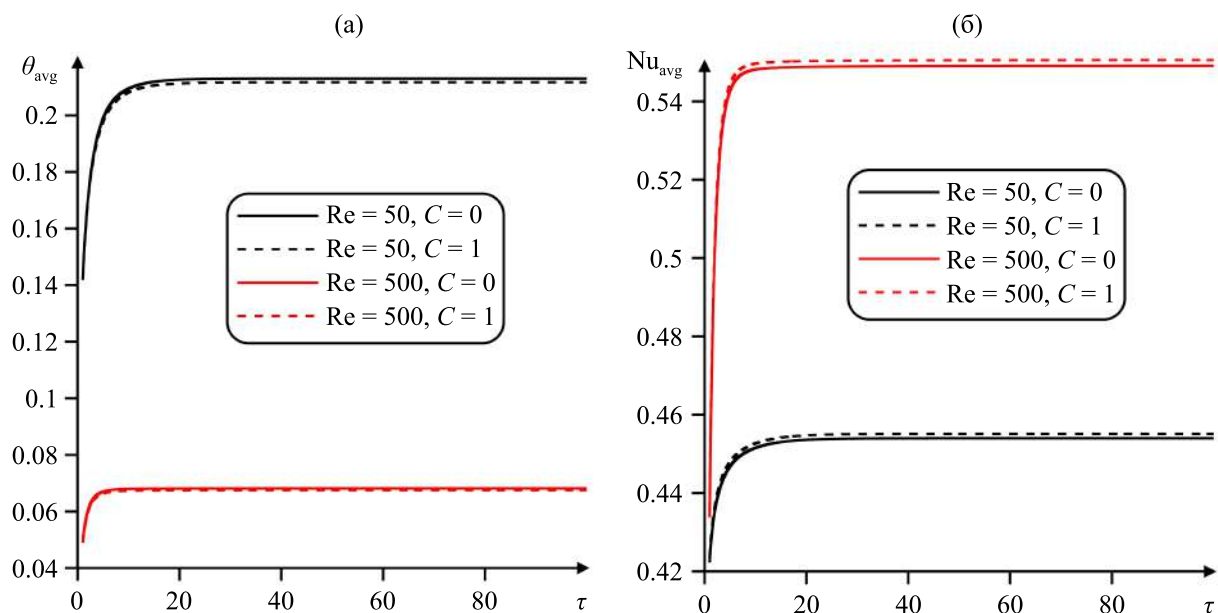 (а)
θavg
0.2
0.18
0.16
0.14
0.12
0.1
0.08
0.06
0.04
0 20 40 60 80 τ
Re = 50, C = 0
Re = 50, C = 1
Re = 500, C = 0
Re = 500, C = 1
(б)
Nuavg
0.54
0.52
0.5
0.48
0.46
0.44
0.42
0 20 40 60 80 τ
Re = 50, C = 0
Re = 50, C = 1
Re = 500, C = 0
Re = 500, C = 1